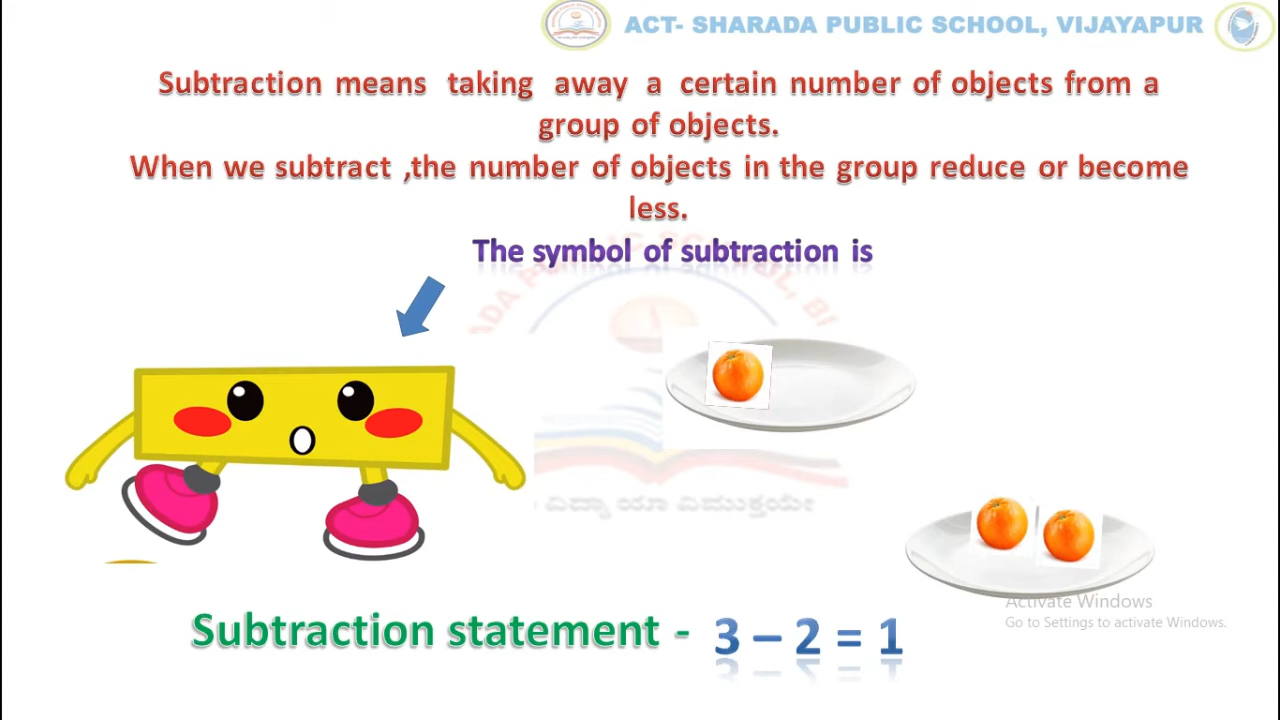 ACT- SHARADA PUBLIC SCHOOL, VIJAYAPUR
Subtraction means taking away a certain number of objects from a
group of objects.
When we subtract ,the number of objects in the group reduce or become
less.
The symbol of subtraction is
ವಿದ್ಯಾ ಯಾ ವಿಮುಕ್ತಯೇ
Activate Windows
Go to Settings to activate Windows.
Subtraction statement - 3 – 2 = 1